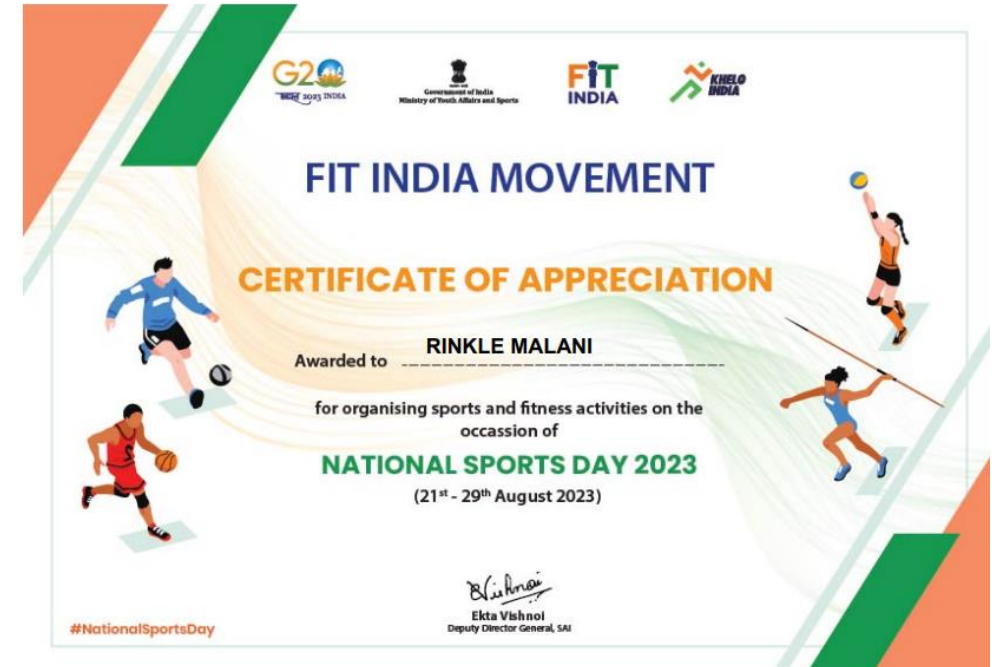 G20
भारत 2023 INDIA
Government of India
Ministry of Youth Affairs and Sports
FIT
INDIA
KHELO
INDIA
FIT INDIA MOVEMENT
CERTIFICATE OF APPRECIATION
Awarded to RINKLE MALANI
for organising sports and fitness activities on the
occassion of
NATIONAL SPORTS DAY 2023
(21st - 29th August 2023)
Vishnoi
Ekta Vishnoi
Deputy Director General, SAI
#NationalSportsDay